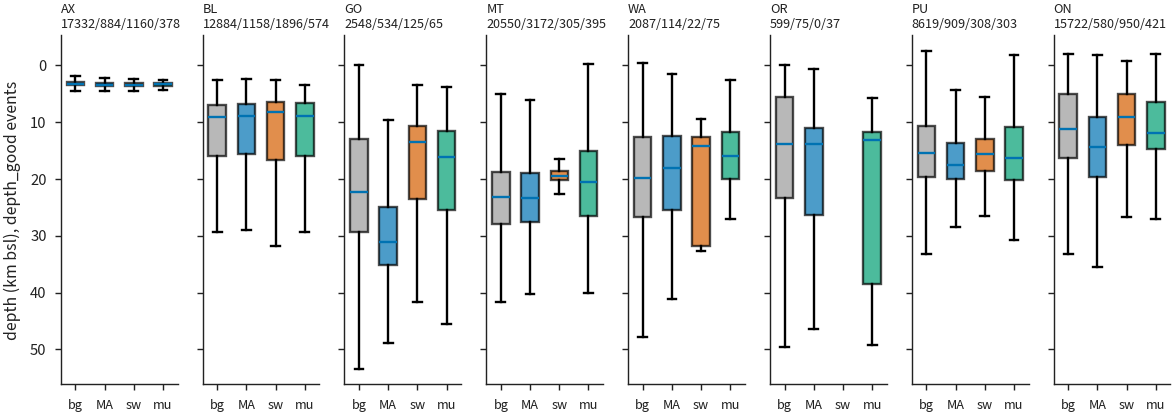 AX
17332/884/1160/378
BL
12884/1158/1896/574
GO
2548/534/125/65
MT
20550/3172/305/395
WA
2087/114/22/75
OR
599/75/0/37
PU
8619/909/308/303
ON
15722/580/950/421
depth (km bsl), depth_good events
0
10
20
30
40
50
bg MA sw mu
bg MA sw mu
bg MA sw mu
bg MA sw mu
bg MA sw mu
bg MA sw mu
bg MA sw mu
bg MA sw mu